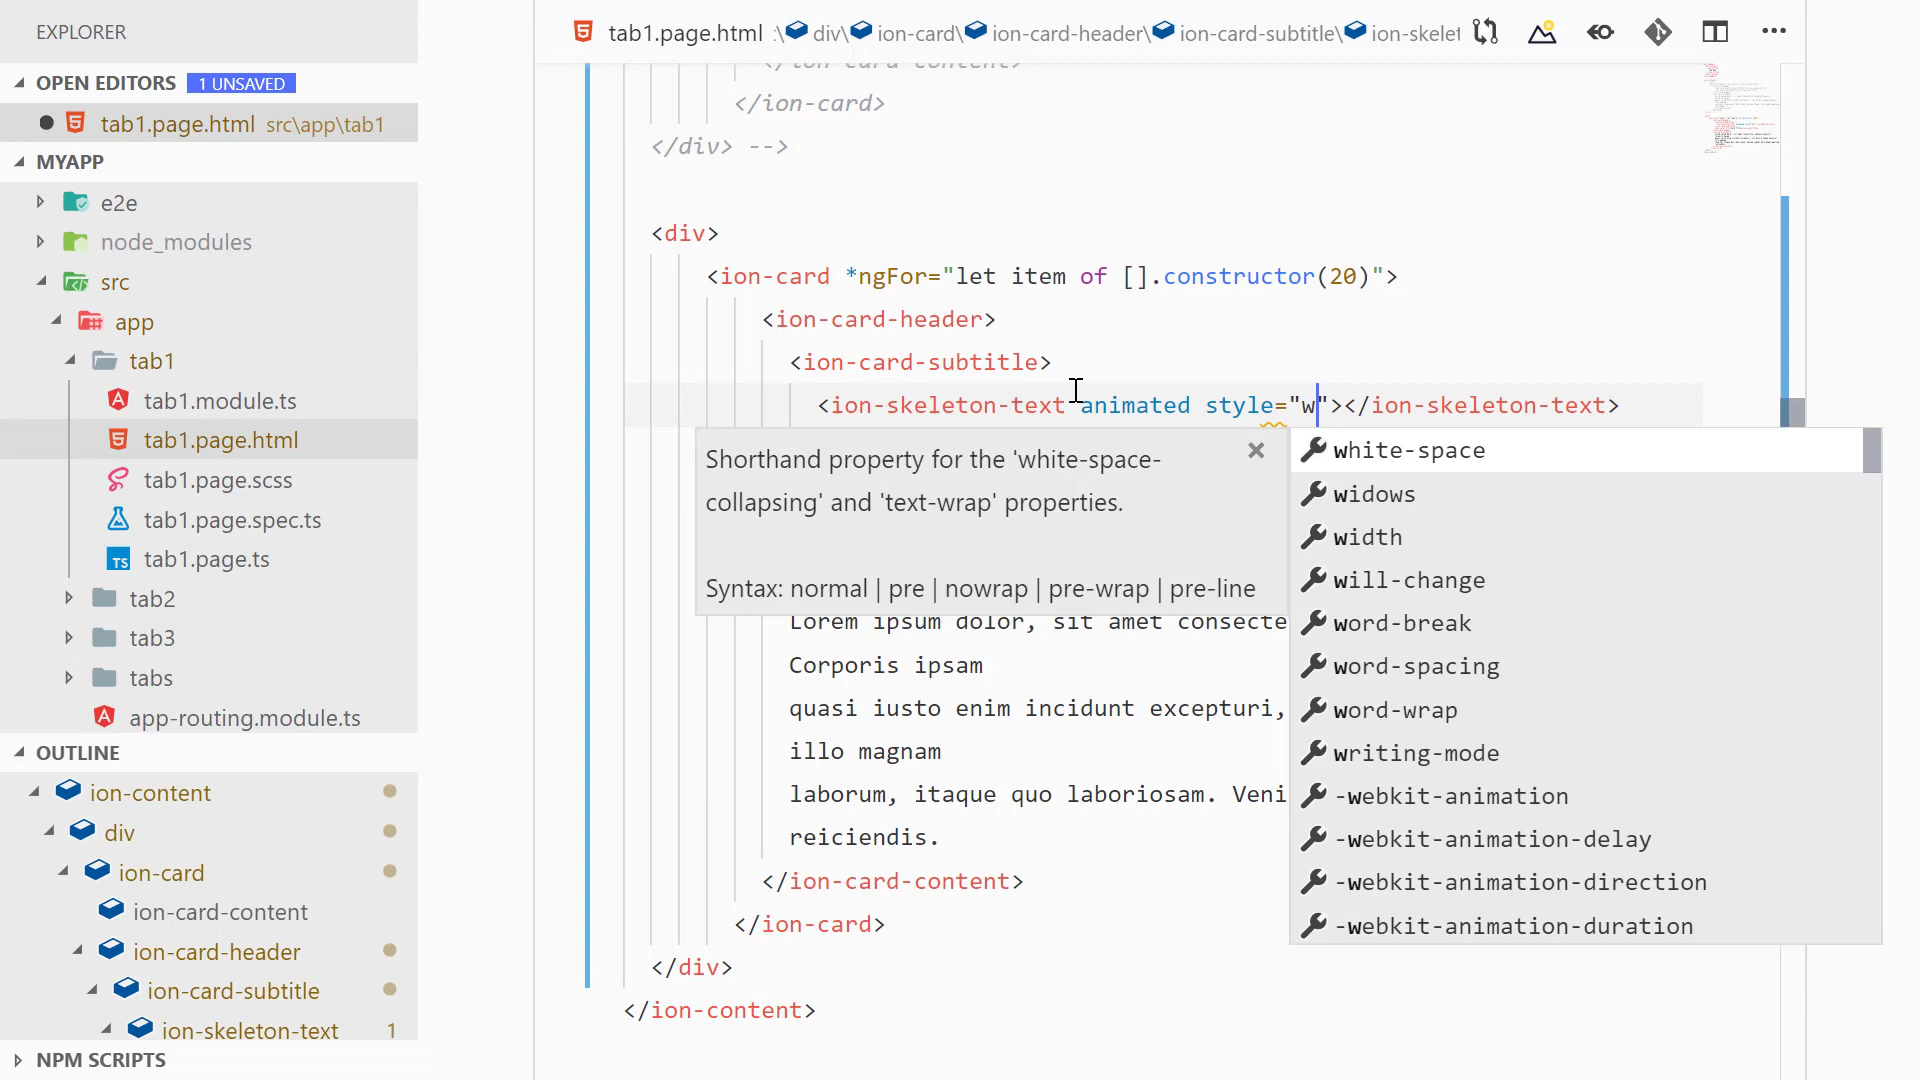 EXPLORER
OPEN EDITORS 1 UNSAVED
tab1.page.html src\app\tab1
MYAPP
e2e
node_modules
src
app
tab1
tab1.module.ts
tab1.page.html
tab1.page.scss
tab1.page.spec.ts
tab1.page.ts
tab2
tab3
tabs
app-routing.module.ts
OUTLINE
ion-content
div
ion-card
ion-card-content
ion-card-header
ion-card-subtitle
ion-skeleton-text 1
NPM SCRIPTS
tab1.page.html :\ div\ ion-card\ ion-card-header\ ion-card-subtitle\ ion-skelet
</ion-card-content>
</ion-card>
</div> -->
<div>
<ion-card *ngFor="let item of [].constructor(20)">
<ion-card-header>
<ion-card-subtitle>
<ion-skeleton-text animated style="w"></ion-skeleton-text>
Shorthand property for the 'white-space-
collapsing' and 'text-wrap' properties.
Syntax: normal | pre | nowrap | pre-wrap | pre-line
white-space
widows
width
will-change
word-break
word-spacing
word-wrap
writing-mode
-webkit-animation
-webkit-animation-delay
-webkit-animation-direction
-webkit-animation-duration
Lorem ipsum dolor, sit amet consecte
Corporis ipsam
quasi iusto enim incidunt excepturi,
illo magnam
laborum, itaque quo laboriosam. Veni
reiciendis.
</ion-card-content>
</ion-card>
</div>
</ion-content>